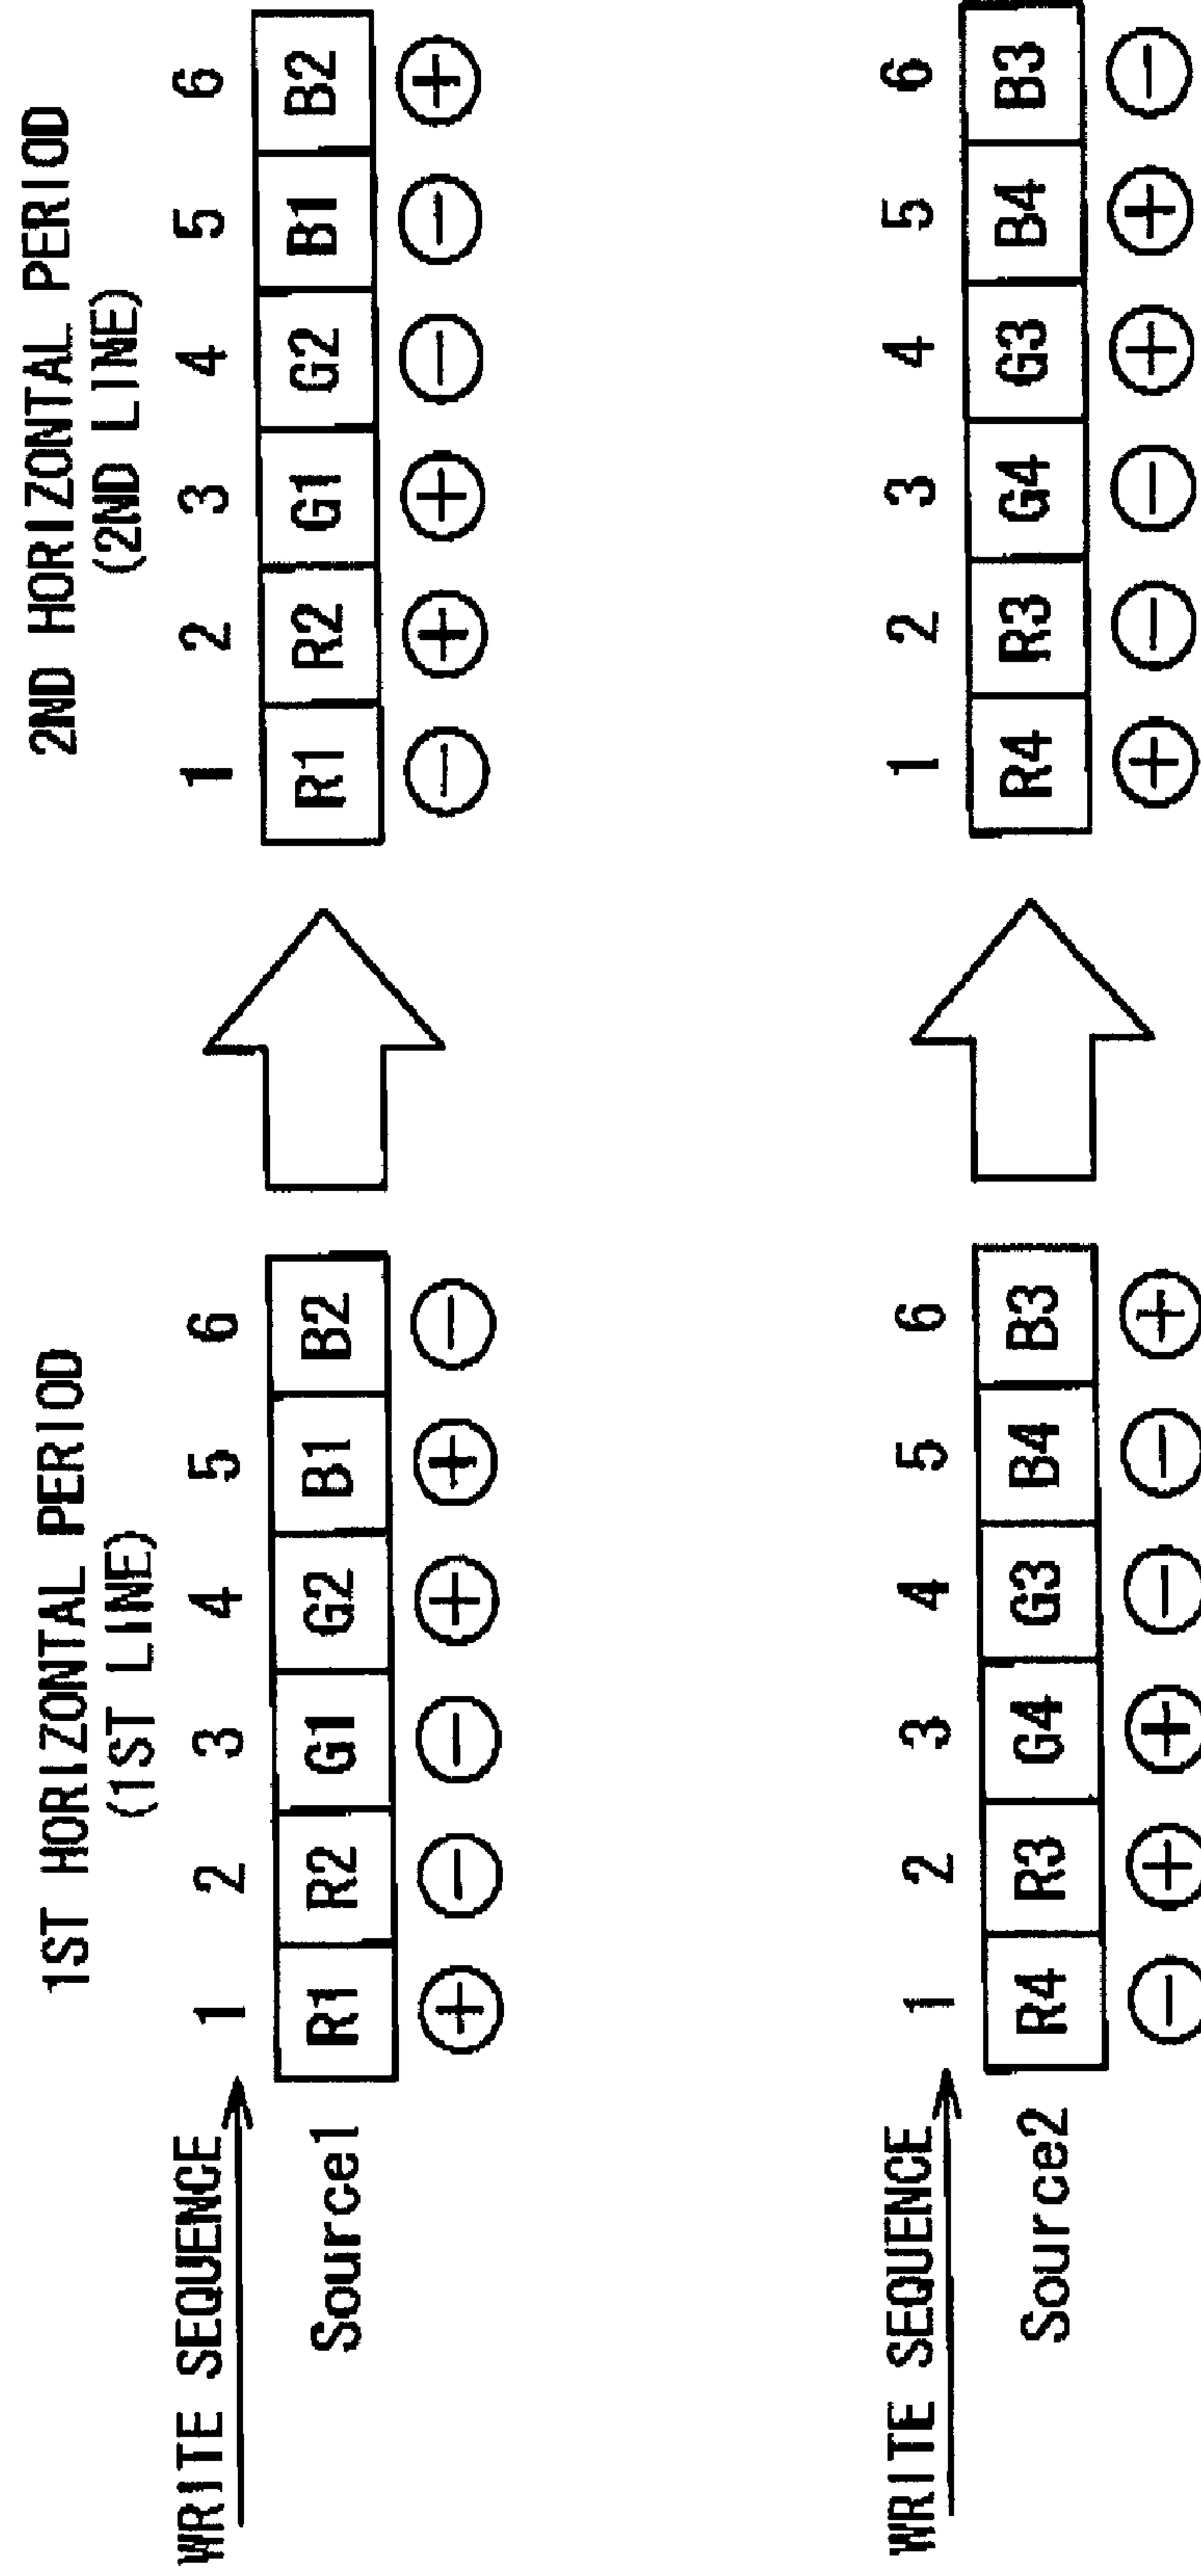 1ST HORIZONTAL PERIOD
(1ST LINE)
2ND HORIZONTAL PERIOD
(2ND LINE)
WRITE SEQUENCE
1 2 3 4 5 6
1 2 3 4 5 6
Source1
R1 R2 G1 G2 B1 B2
R1 R2 G1 G2 B1 B2
+ − − + + −
− + + − − +
WRITE SEQUENCE
1 2 3 4 5 6
1 2 3 4 5 6
Source2
R4 R3 G4 G3 B4 B3
R4 R3 G4 G3 B4 B3
− + + − − +
+ − − + + −